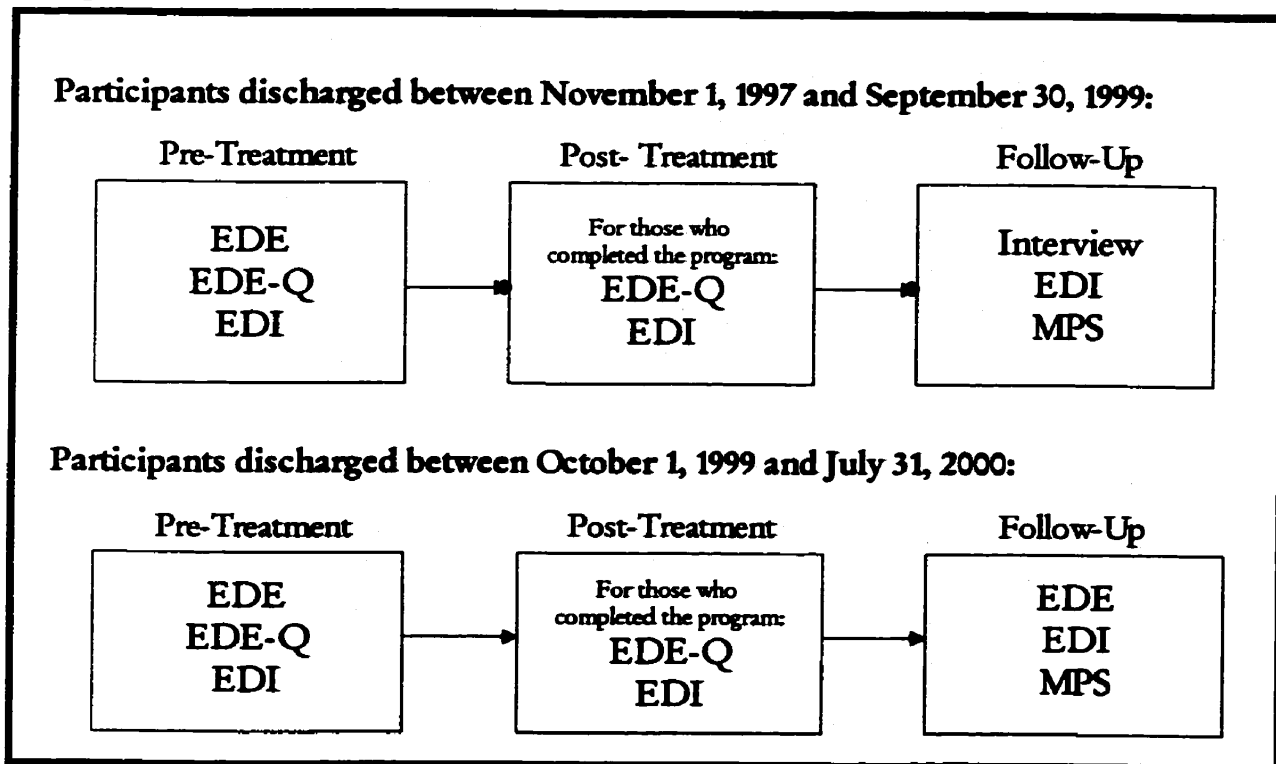 Participants discharged between November 1, 1997 and September 30, 1999:
Pre-Treatment
Post- Treatment
Follow-Up
EDE
EDE-Q
EDI
For those who
completed the program:
EDE-Q
EDI
Interview
EDI
MPS
Participants discharged between October 1, 1999 and July 31, 2000:
Pre-Treatment
Post-Treatment
Follow-Up
EDE
EDE-Q
EDI
For those who
completed the program:
EDE-Q
EDI
EDE
EDI
MPS